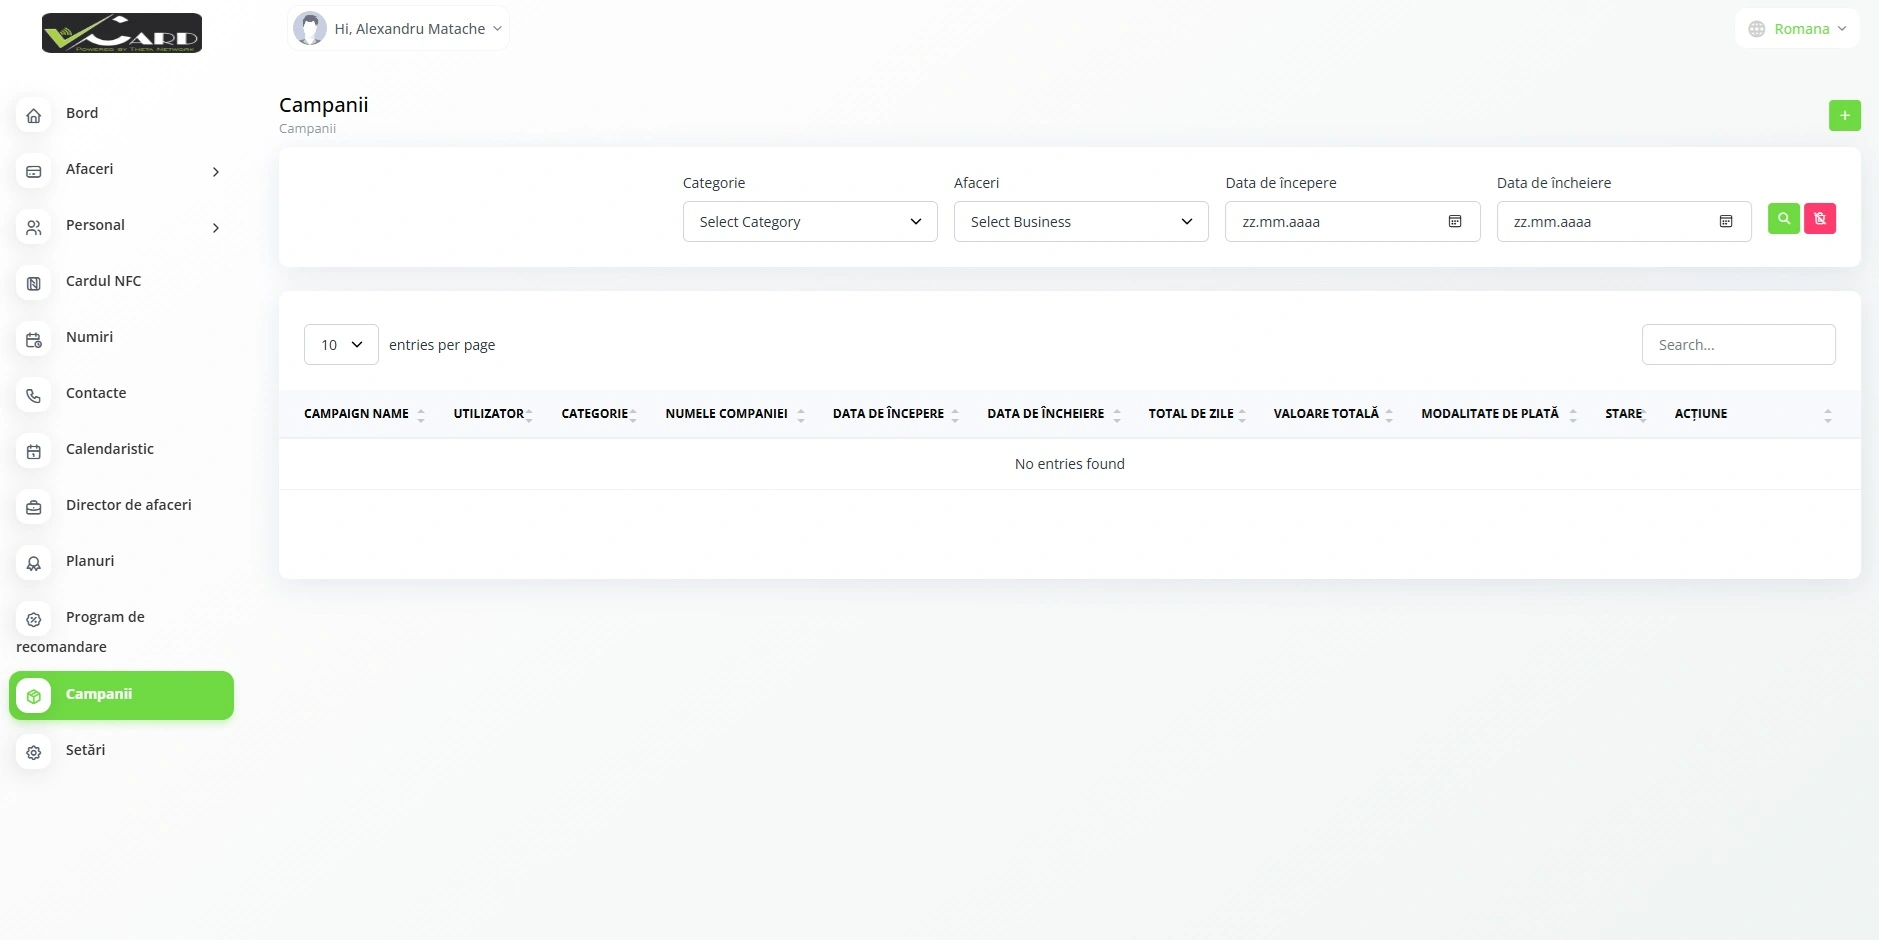 VCARD
POWERED BY THETA NETWORK
Hi, Alexandru Matache
Romana
Bord
Afaceri
Personal
Cardul NFC
Numiri
Contacte
Calendaristic
Director de afaceri
Planuri
Program de
recomandare
Campanii
Setări
Campanii
Campanii
+
Categorie
Afaceri
Data de începere
Data de încheiere
Select Category
Select Business
zz.mm.aaaa
zz.mm.aaaa
10 entries per page
Search...
CAMPAIGN NAME UTILIZATOR CATEGORIE NUMELE COMPANIEI DATA DE ÎNCEPERE DATA DE ÎNCHEIERE TOTAL DE ZILE VALOARE TOTALĂ MODALITATE DE PLATĂ STARE ACȚIUNE
No entries found